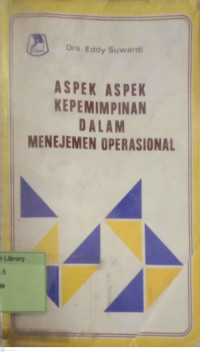 Drs. Eddy Suwardi
ASPEK ASPEK
KEPEMIMPINAN
DALAM
MENEJEMEN OPERASIONAL
Library